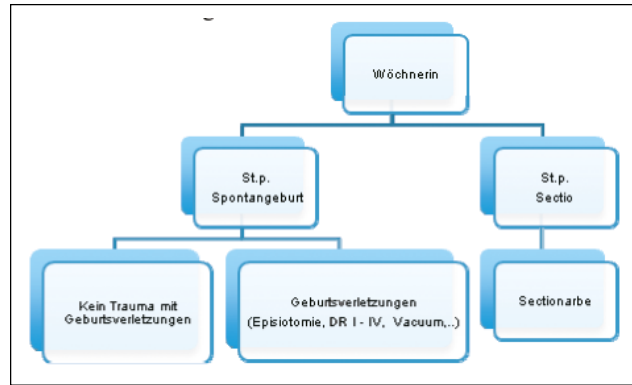 Wöchnerin
St.p.
Spontangeburt
St.p.
Sectio
Kein Trauma mit
Geburtsverletzungen
Geburtsverletzungen
(Episiotomie, DR I - IV, Vacuum,..)
Sectionarbe